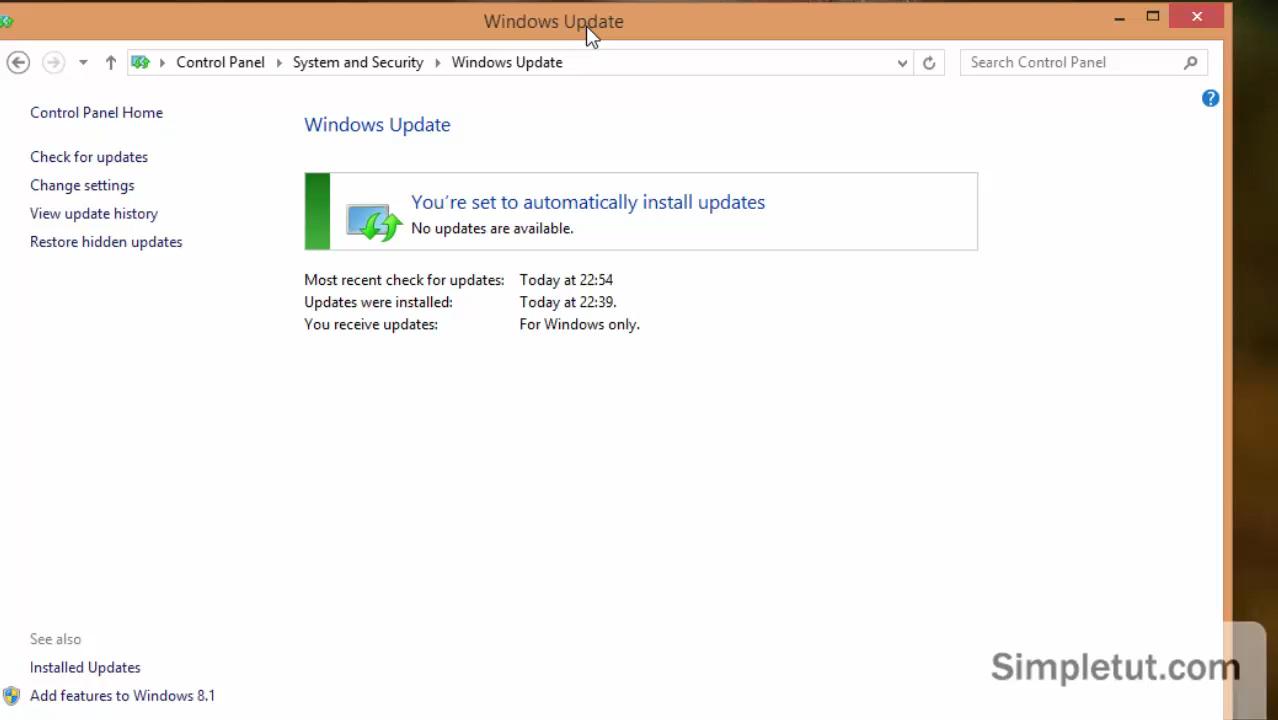 Windows Update
Control Panel System and Security Windows Update
Search Control Panel
Control Panel Home
Check for updates
Change settings
View update history
Restore hidden updates
Windows Update
You're set to automatically install updates
No updates are available.
Most recent check for updates: Today at 22:54
Updates were installed: Today at 22:39.
You receive updates: For Windows only.
See also
Installed Updates
Add features to Windows 8.1
Simpletut.com